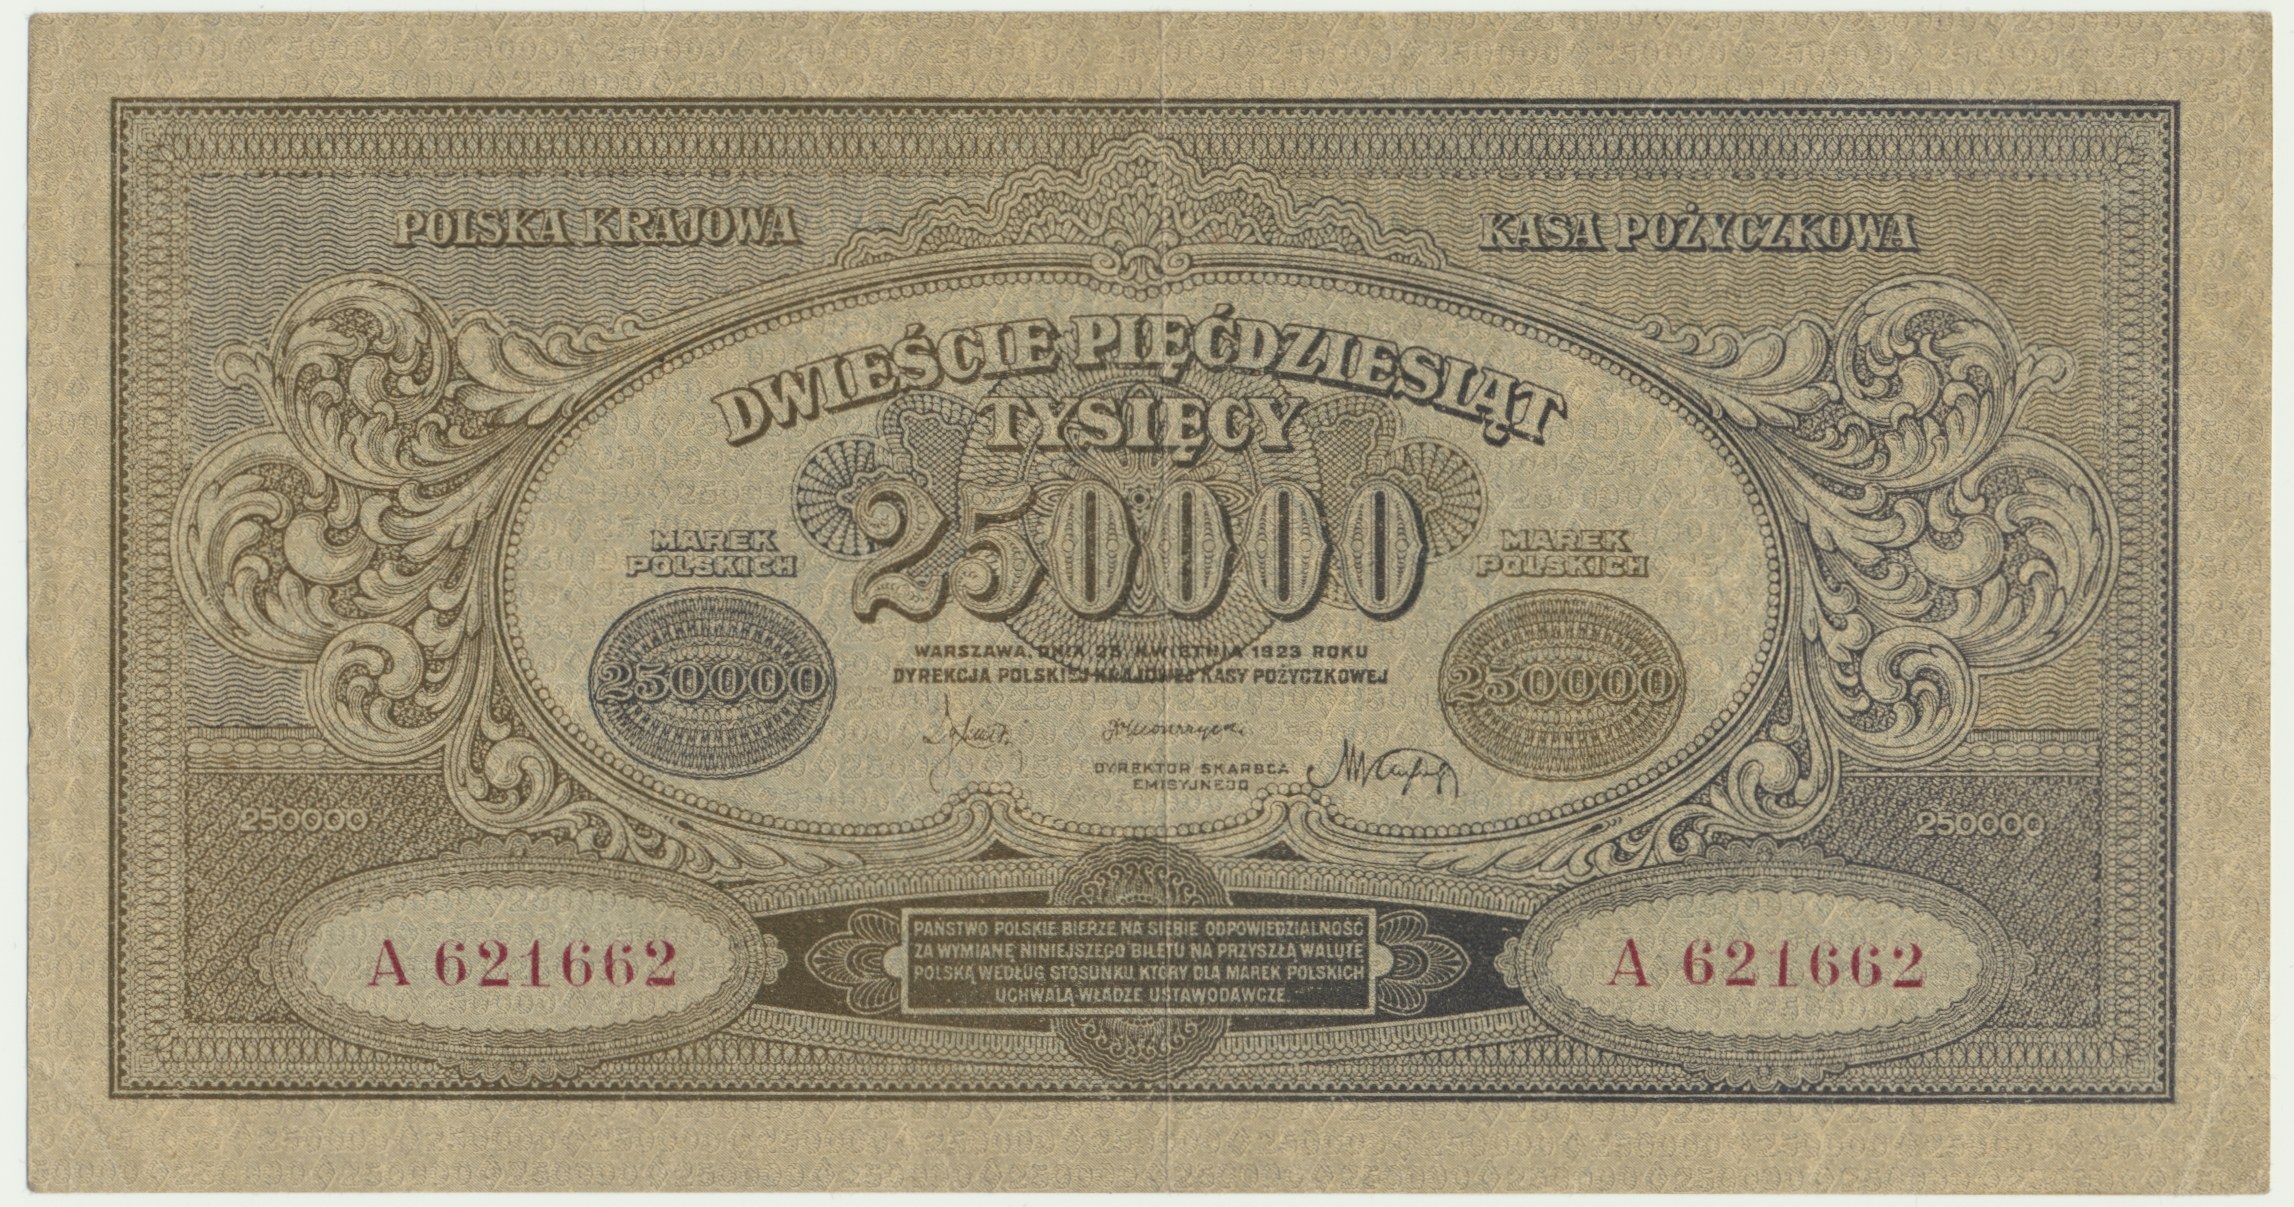 POLSKA KRAJOWA
KASA POŻYCZKOWA
DWIEŚCIE PIĘĆDZIESIĄT
TYSIĘCY
250000
MAREK
POLSKICH
MAREK
POLSKICH
250000
250000
WARSZAWA, DNIA 25, KWIETNIA 1923 ROKU
DYREKCJA POLSKIEJ KRAJOWEJ KASY POŻYCZKOWEJ
DYREKTOR SKARBCA
EMISYJNEGO
250000
250000
A 621662
A 621662
PAŃSTWO POLSKIE BIERZE NA SIEBIE ODPOWIEDZIALNOŚĆ
ZA WYMIANĘ NINIEJSZEGO BILETU NA PRZYSZŁĄ WALUTĘ
POLSKĄ WEDŁUG STOSUNKU, KTÓRY DLA MAREK POLSKICH
UCHWALĄ WŁADZE USTAWODAWCZE.